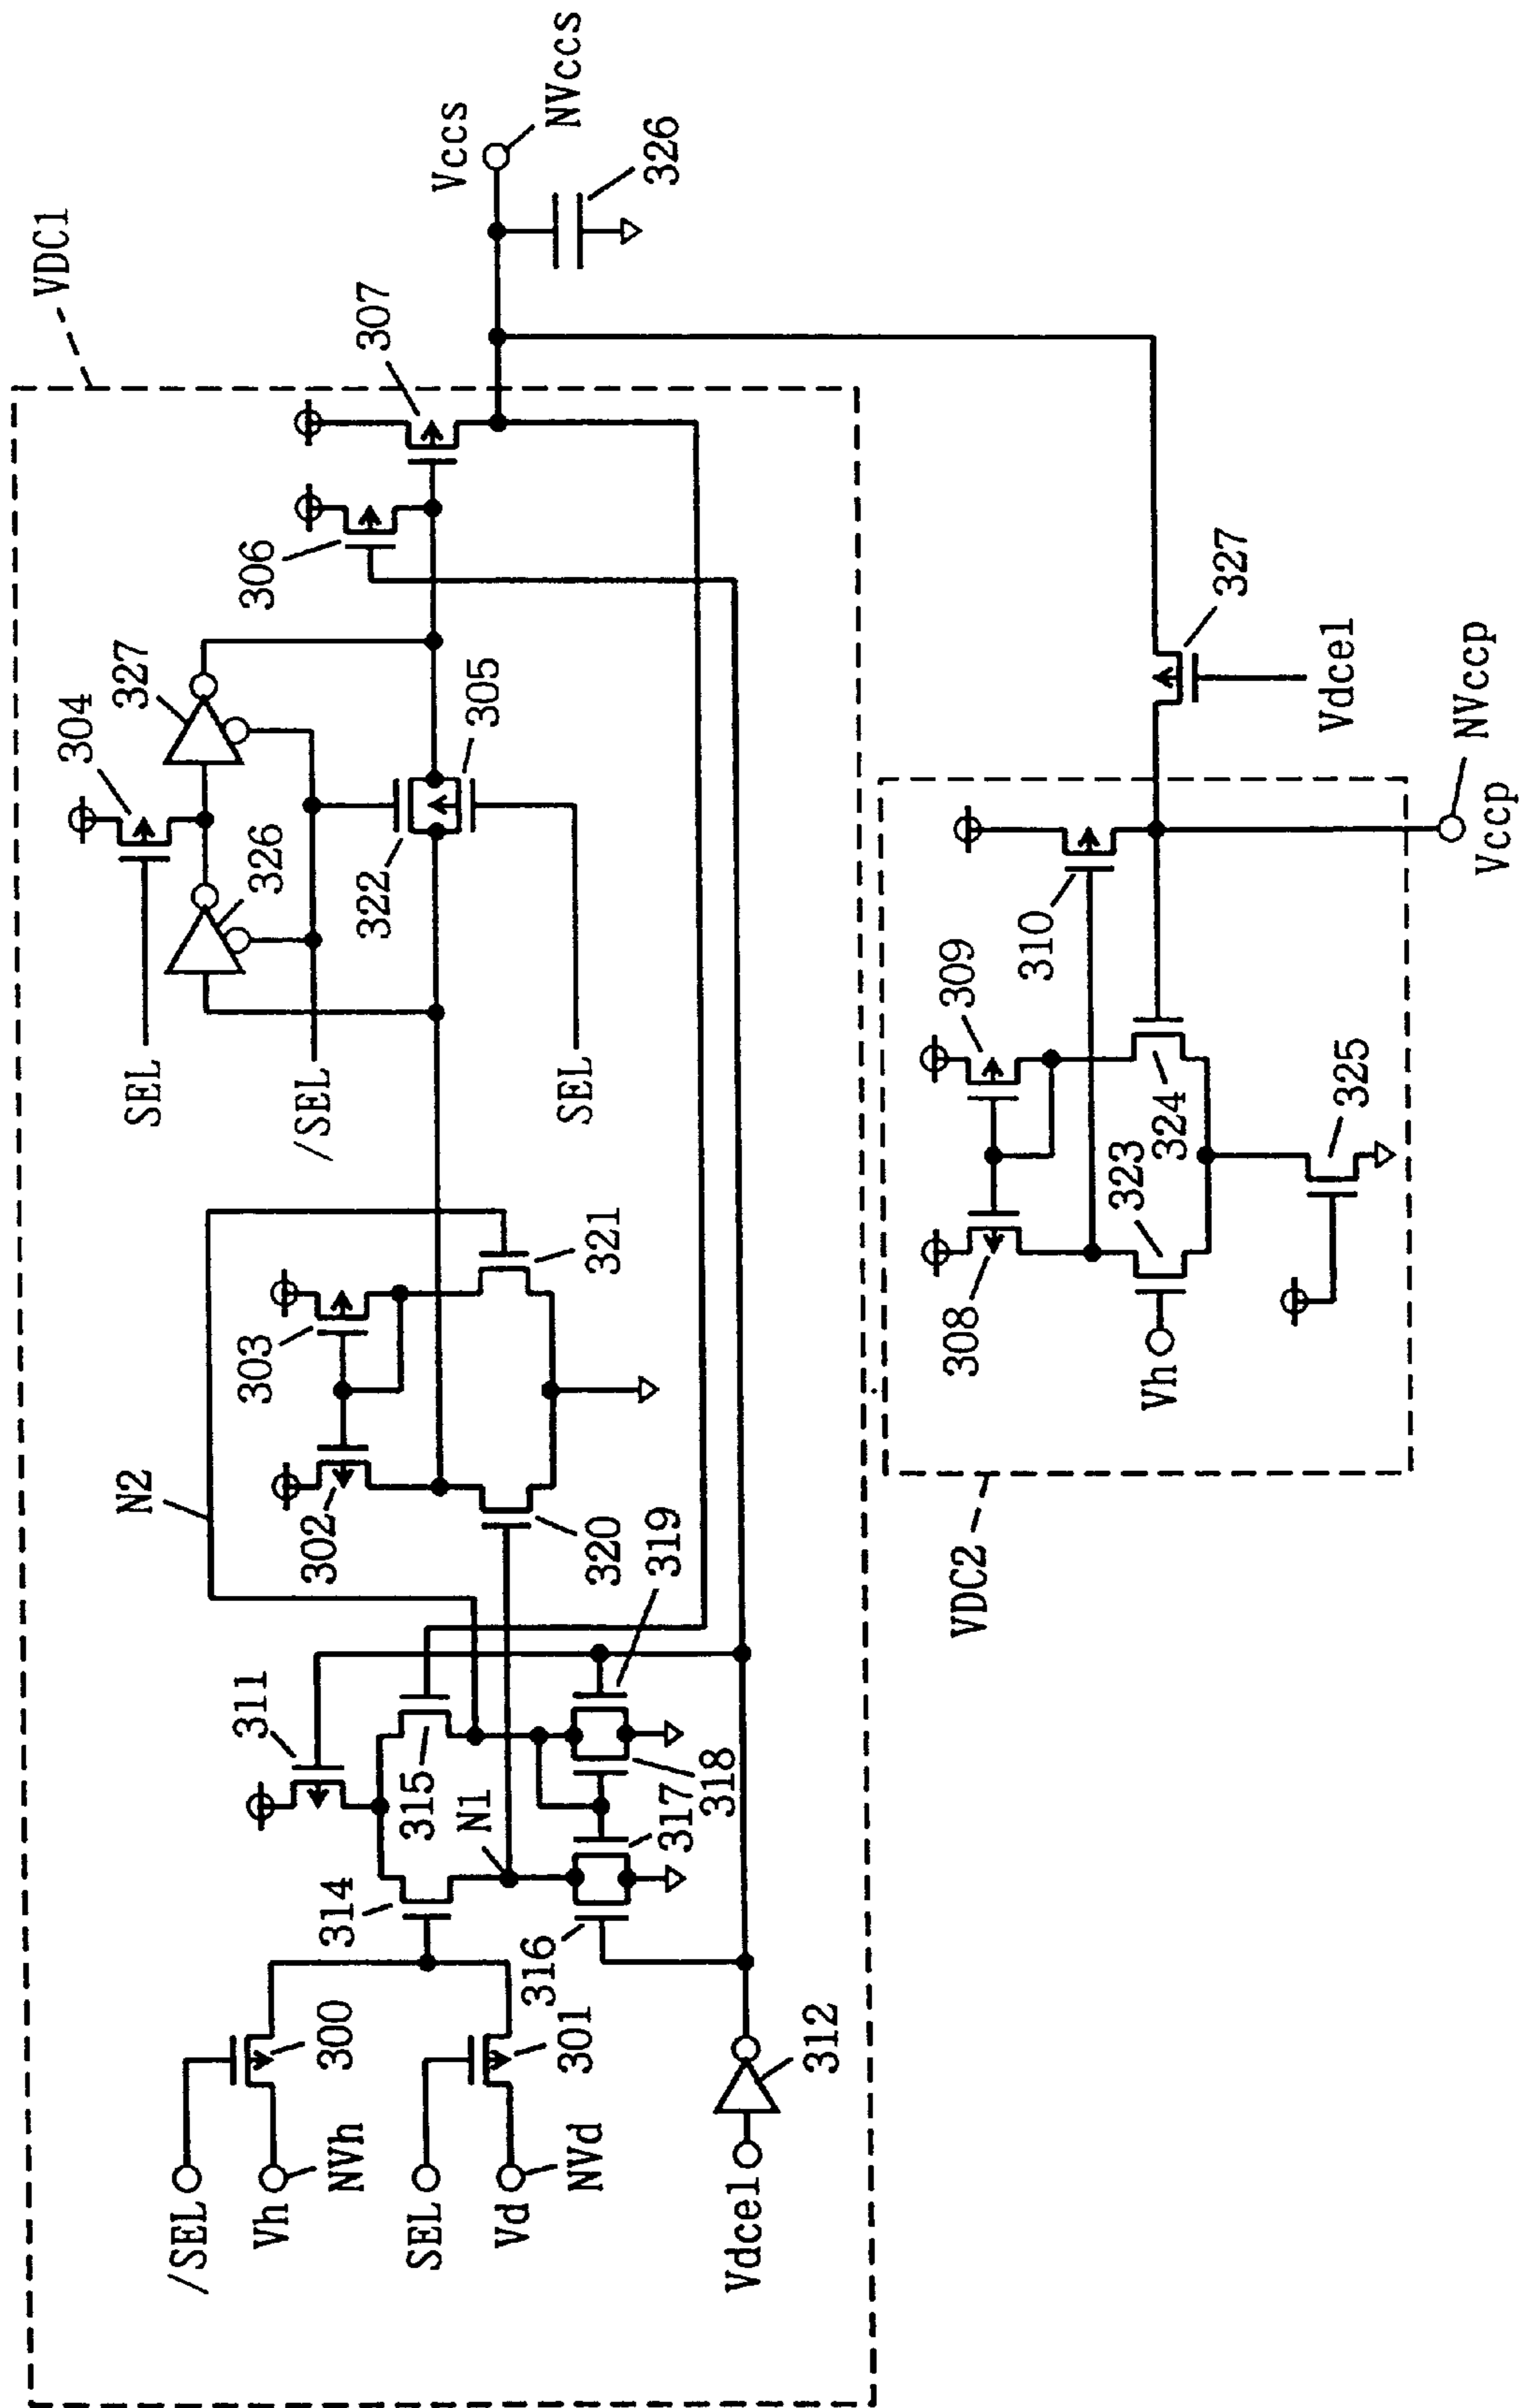 VDC1
304
327
SEL
326
/SEL
322
305
SEL
306
307
Vccs
NVccs
326
N2
302
303
320
321
311
314
315
N1
316
317
318
319
/SEL
Vh
NVh
300
SEL
Vd
NVd
301
Vdcel
312
VDC2
308
309
310
323
324
325
Vh
327
Vdcel
Vccp
NVccp